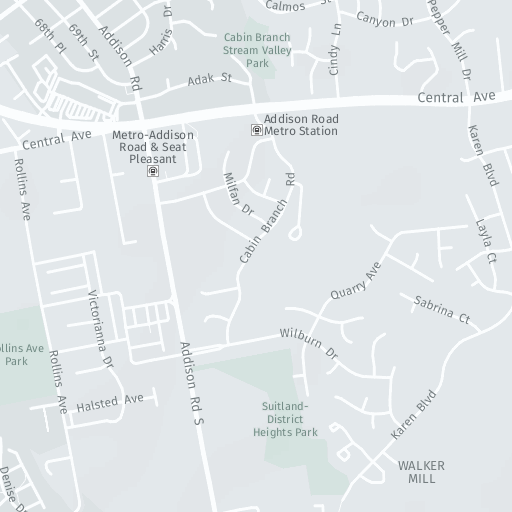 Calmos St
Canyon Dr
Pepper Mill Dr
68th Pl
69th St
Addison Rd
Harris Dr
Cabin Branch
Stream Valley
Park
Cindy Ln
Adak St
Central Ave
Addison Road
Metro Station
Central Ave
Metro-Addison
Road & Seat
Pleasant
Karen Blvd
Rollins Ave
Milfan Dr
Cabin Branch Rd
Layla Ct
Quarry Ave
Sabrina Ct
Victorianna Dr
Wilburn Dr
ollins Ave
Park
Rollins Ave
Addison Rd S
Halsted Ave
Suitland-
District
Heights Park
Karen Blvd
WALKER
MILL
Denise Dr